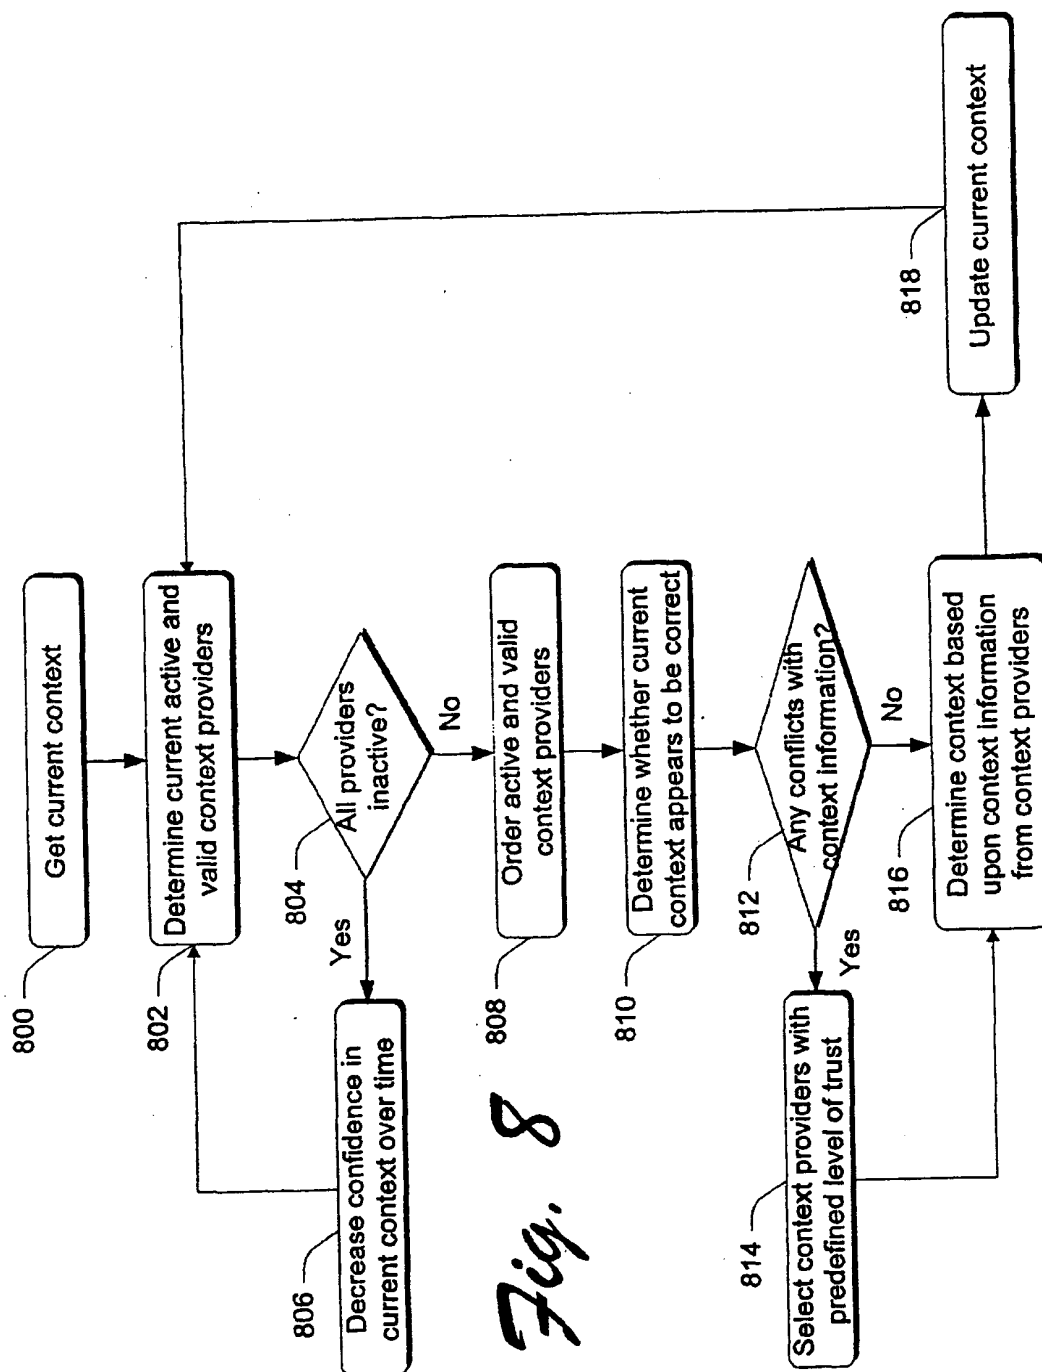 800
Get current context
802
Determine current active and
valid context providers
804
All providers
inactive?
Yes
No
806
Decrease confidence in
current context over time
808
Order active and valid
context providers
810
Determine whether current
context appears to be correct
812
Any conflicts with
context information?
Yes
No
814
Select context providers with
predefined level of trust
816
Determine context based
upon context information
from context providers
818
Update current context
Fig. 8